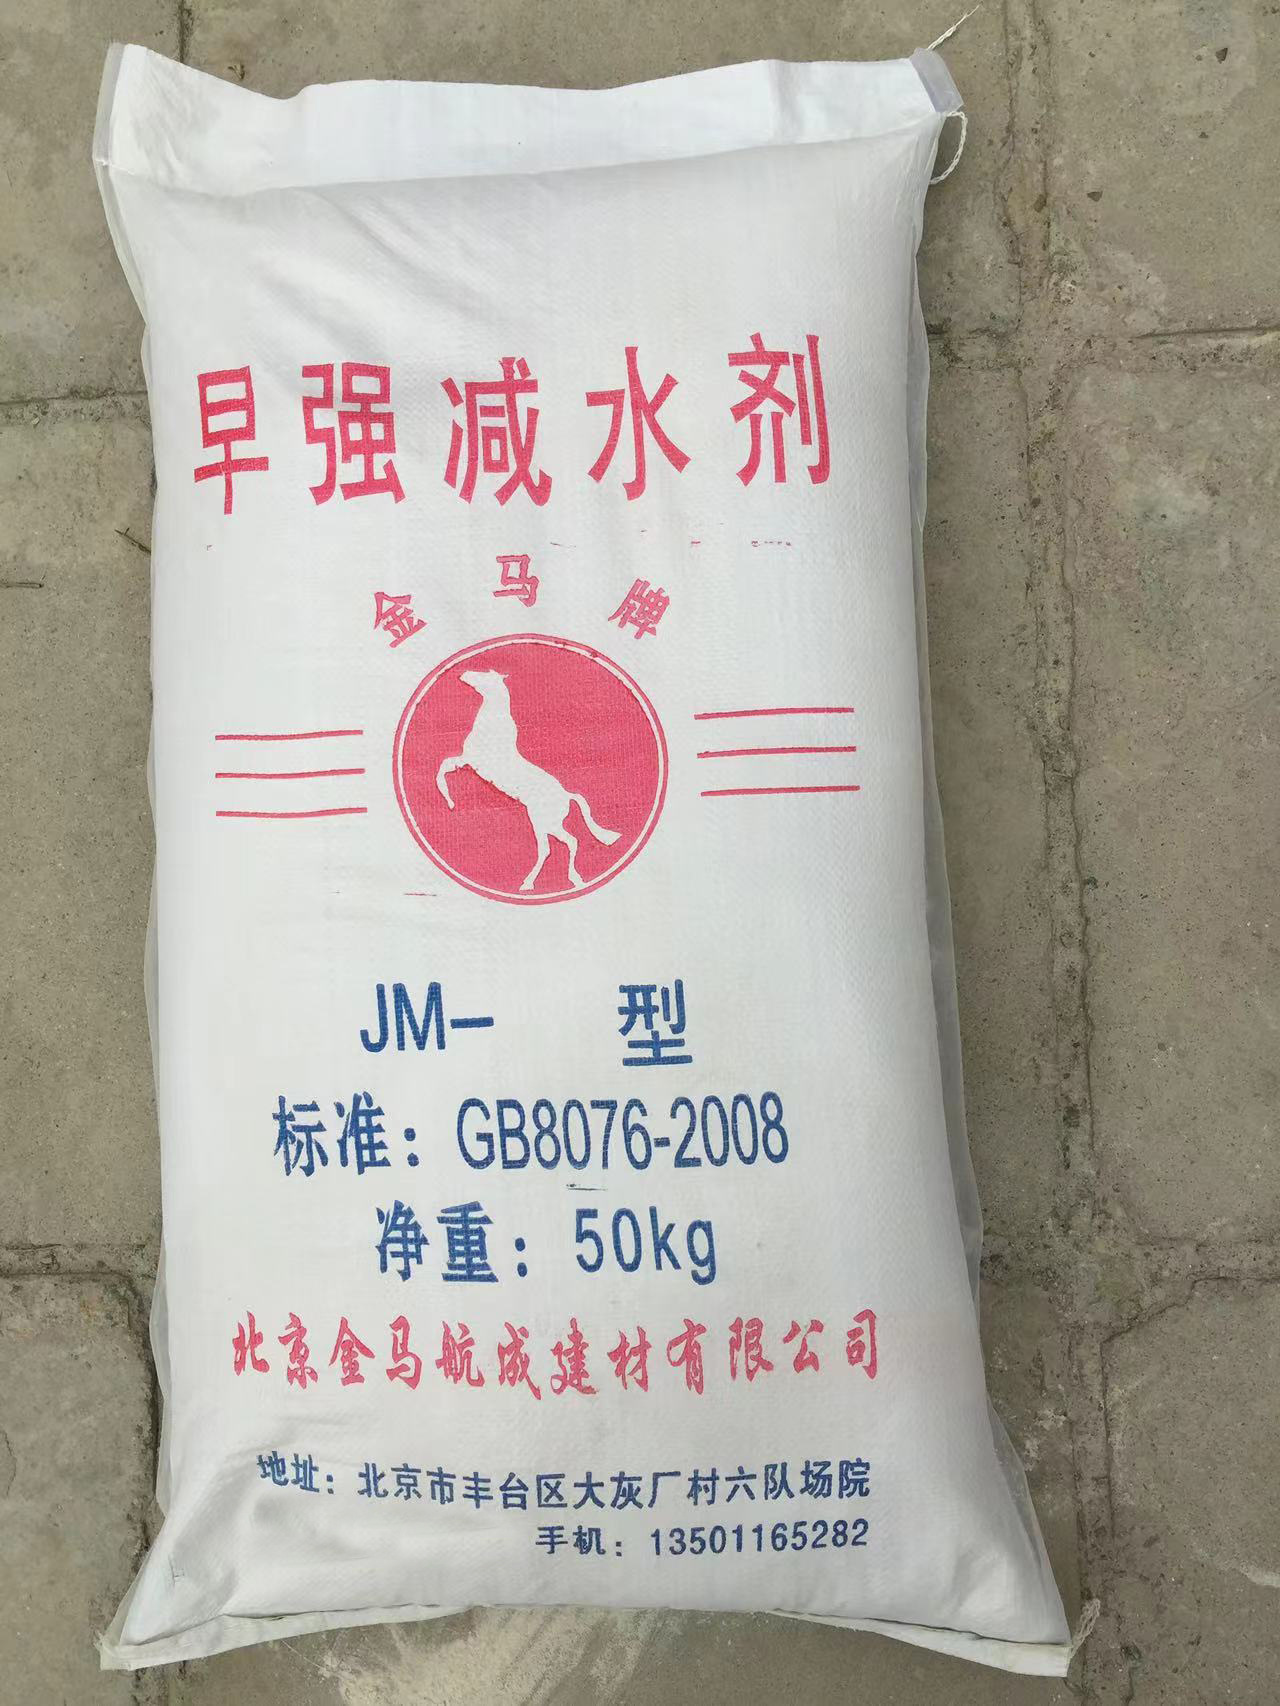 早强减水剂
金马牌
JM- 型
标准：GB8076-2008
净重：50kg
北京金马航成建材有限公司
地址：北京市丰台区大灰厂村六队场院
手机：13501165282